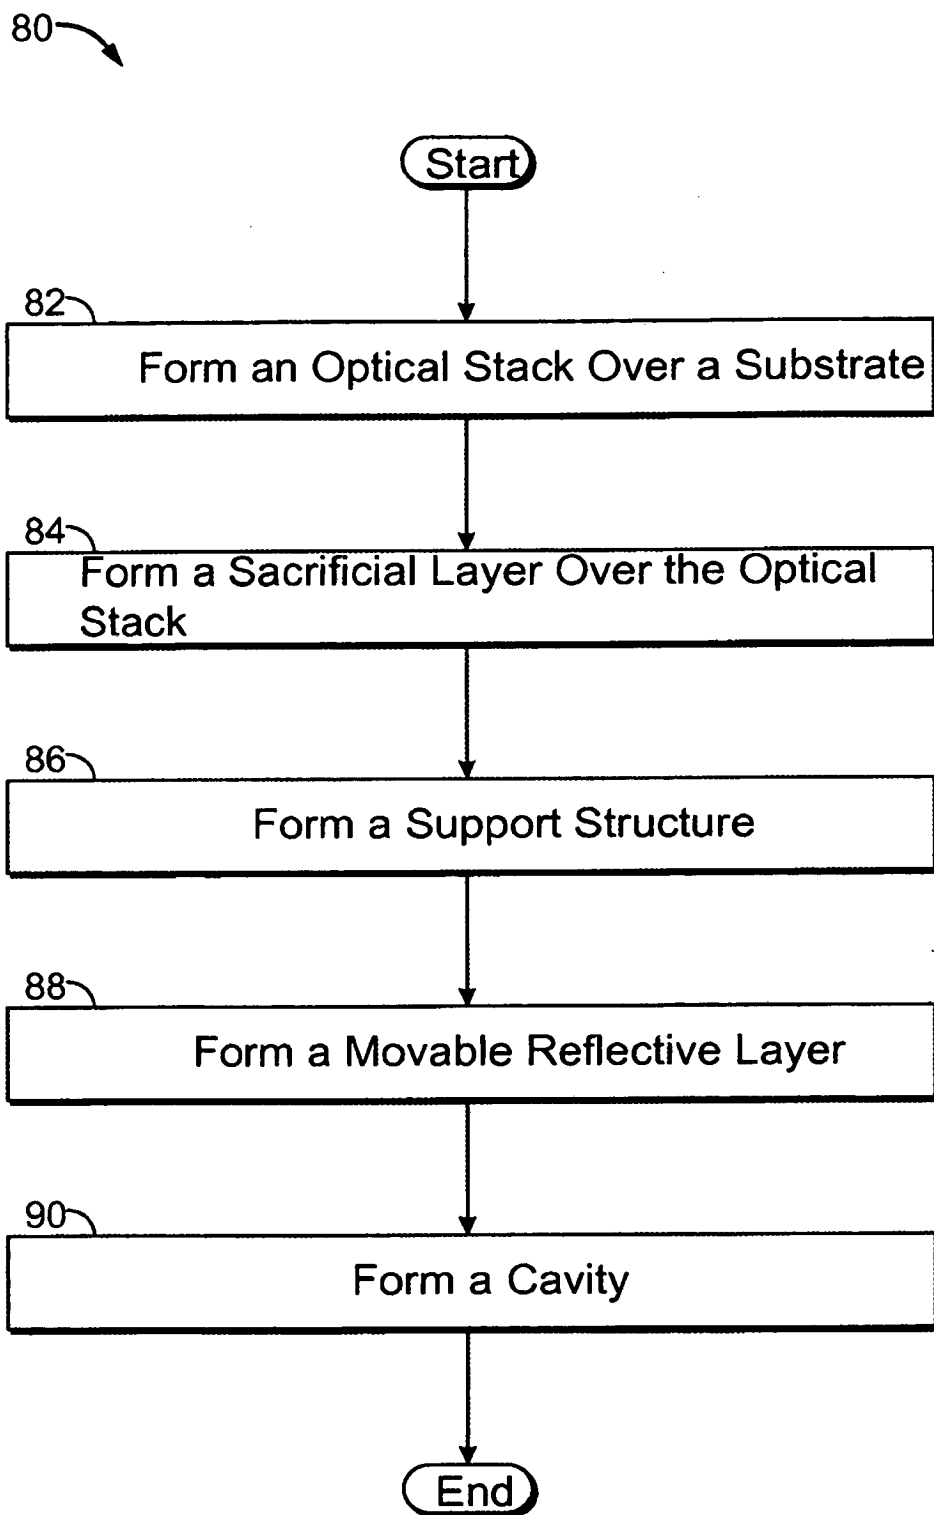 80
Start
82
Form an Optical Stack Over a Substrate
84
Form a Sacrificial Layer Over the Optical
Stack
86
Form a Support Structure
88
Form a Movable Reflective Layer
90
Form a Cavity
End